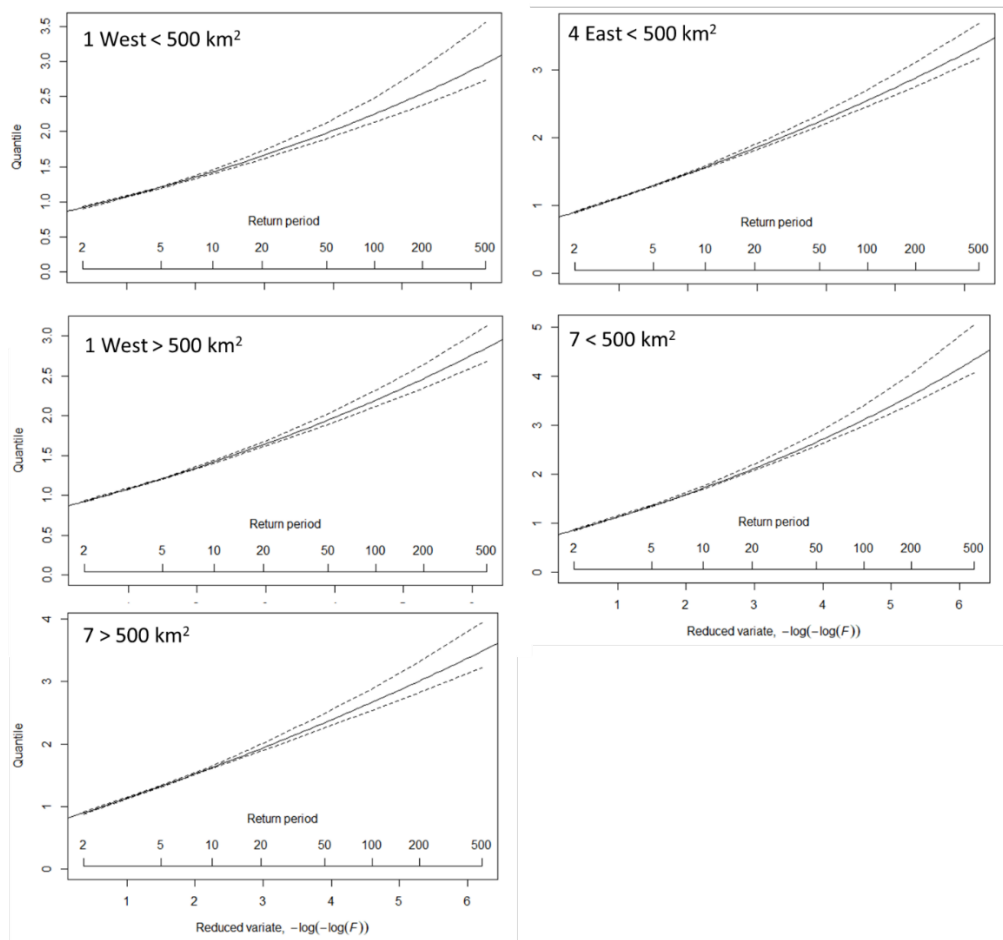 1 West < 500 km²
Quantile
3.5
3.0
2.5
2.0
1.5
1.0
0.5
0.0
Return period
2 5 10 20 50 100 200 500
4 East < 500 km²
3
2
1
0
Return period
2 5 10 20 50 100 200 500
1 West > 500 km²
Quantile
3.0
2.5
2.0
1.5
1.0
0.5
0.0
Return period
2 5 10 20 50 100 200 500
7 < 500 km²
5
4
3
2
1
0
Return period
2 5 10 20 50 100 200 500
1 2 3 4 5 6
Reduced variate, −log(−log(F))
7 > 500 km²
Quantile
4
3
2
1
0
Return period
2 5 10 20 50 100 200 500
1 2 3 4 5 6
Reduced variate, −log(−log(F))